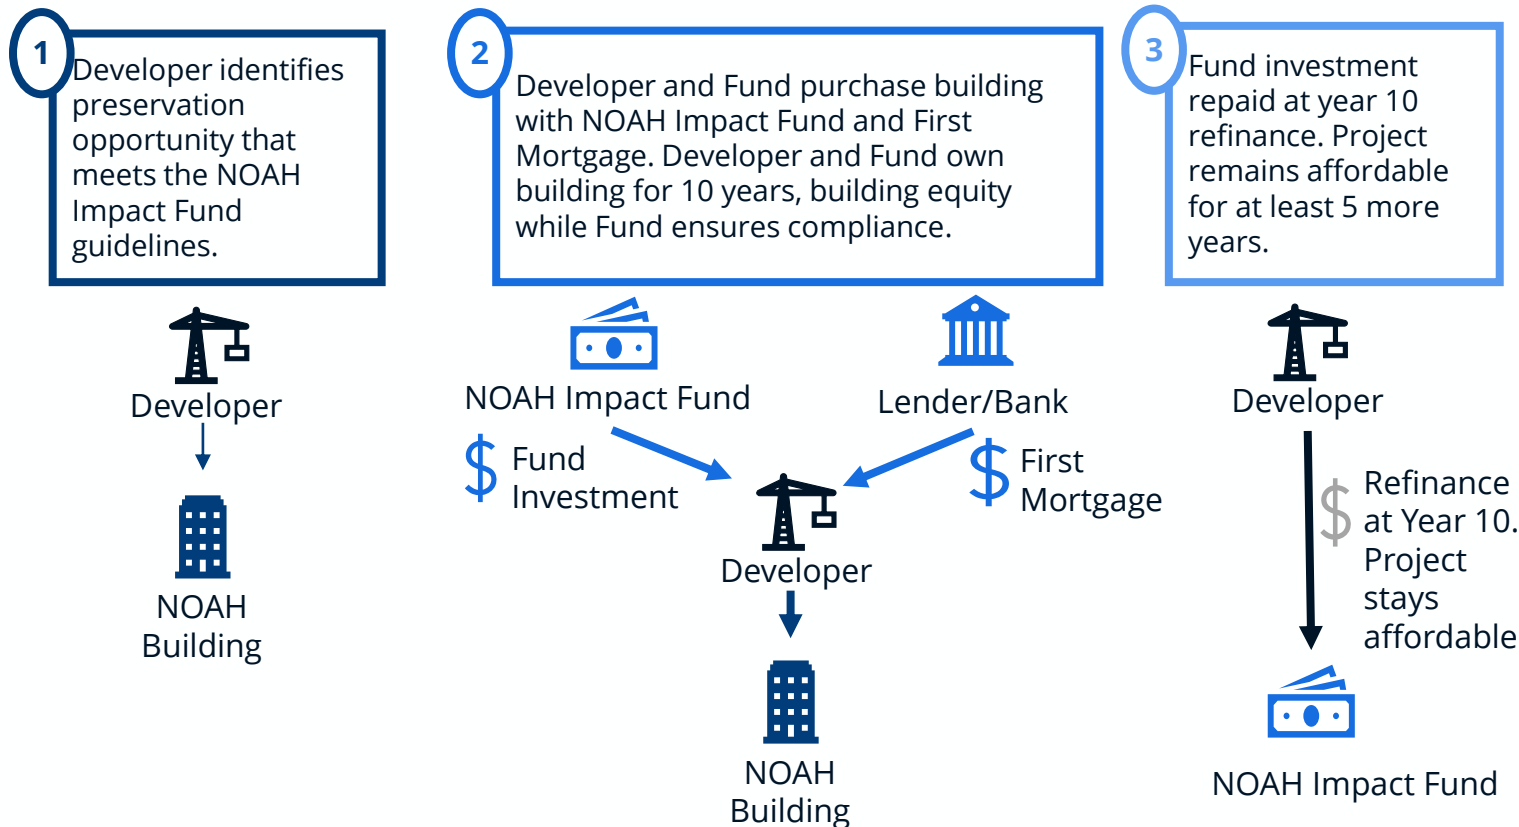 1
Developer identifies
preservation
opportunity that
meets the NOAH
Impact Fund
guidelines.
Developer
NOAH
Building
2
Developer and Fund purchase building
with NOAH Impact Fund and First
Mortgage. Developer and Fund own
building for 10 years, building equity
while Fund ensures compliance.
NOAH Impact Fund
Lender/Bank
$ Fund
Investment
$ First
Mortgage
Developer
NOAH
Building
3
Fund investment
repaid at year 10
refinance. Project
remains affordable
for at least 5 more
years.
Developer
$ Refinance
at Year 10.
Project
stays
affordable
NOAH Impact Fund